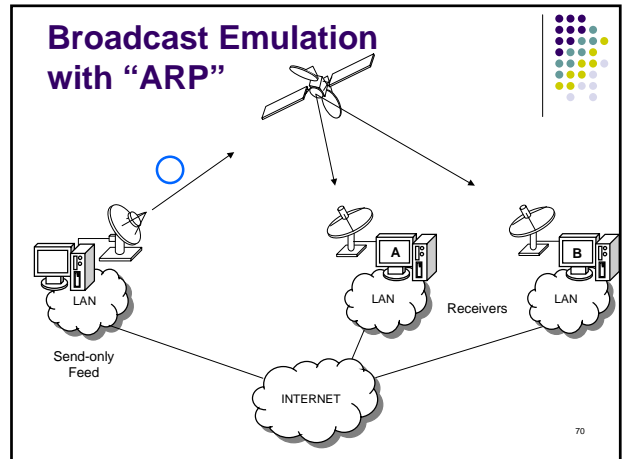 Broadcast Emulation
with “ARP”
A
B
LAN
LAN
Receivers
LAN
Send-only
Feed
INTERNET
70